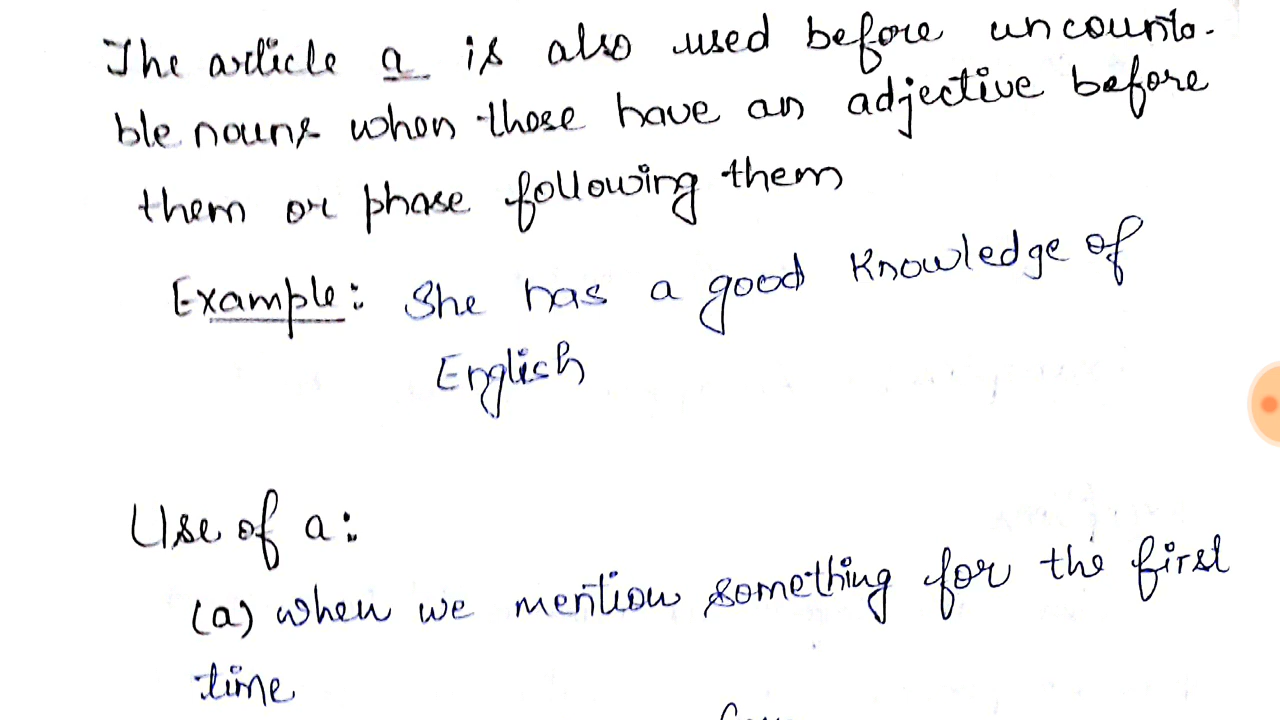 The article a is also used before uncounta-
ble nouns when those have an adjective before
them or phase following them
Example: She has a good knowledge of
English
Use of a:
(a) when we mention something for the first
time